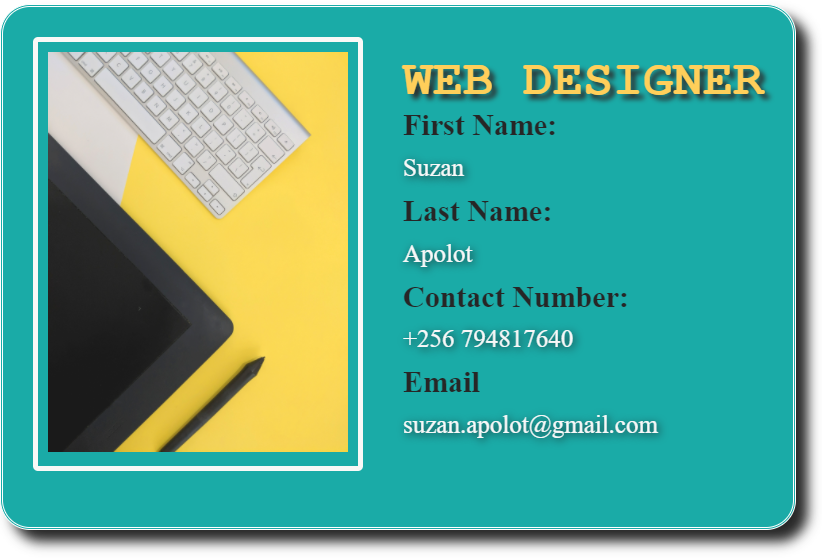 WEB DESIGNER
First Name:
Suzan
Last Name:
Apolot
Contact Number:
+256 794817640
Email
suzan.apolot@gmail.com